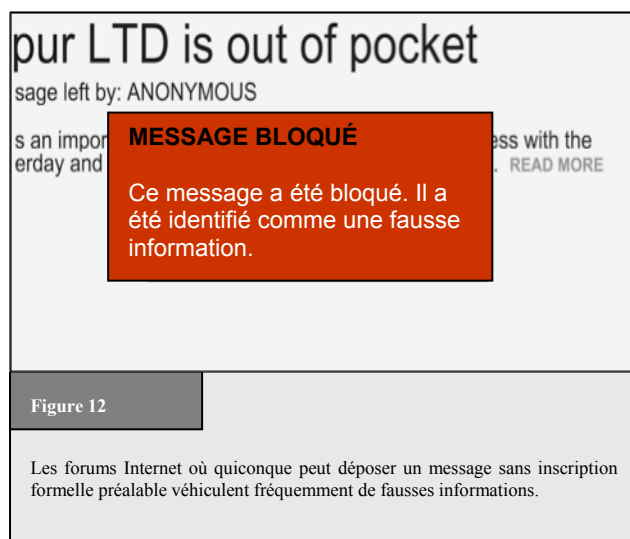 pur LTD is out of pocket
sage left by: ANONYMOUS
s an impor
ess with the
erday and
. READ MORE
MESSAGE BLOQUÉ
Ce message a été bloqué. Il a
été identifié comme une fausse
information.
Figure 12
Les forums Internet où quiconque peut déposer un message sans inscription
formelle préalable véhiculent fréquemment de fausses informations.